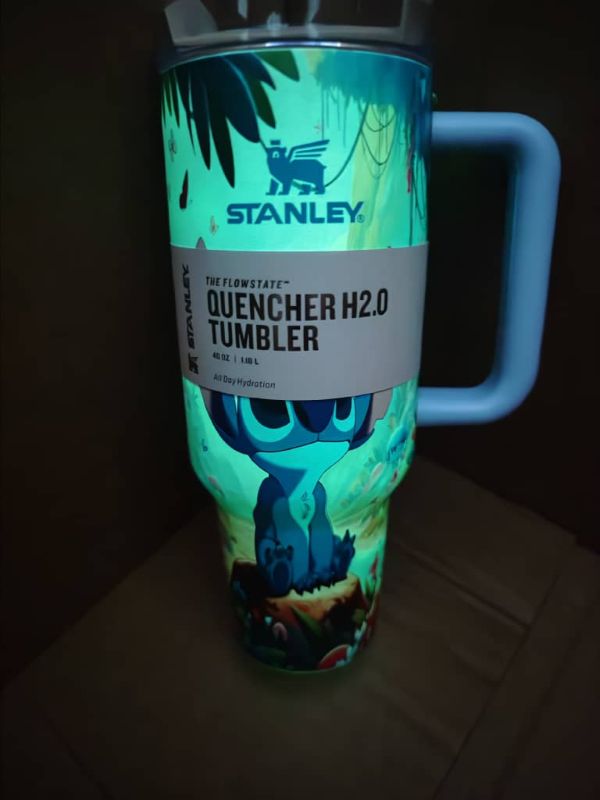 STANLEY®
STANLEY
THE FLOWSTATE™
QUENCHER H2.0
TUMBLER
40 OZ | 1.18 L
All Day Hydration